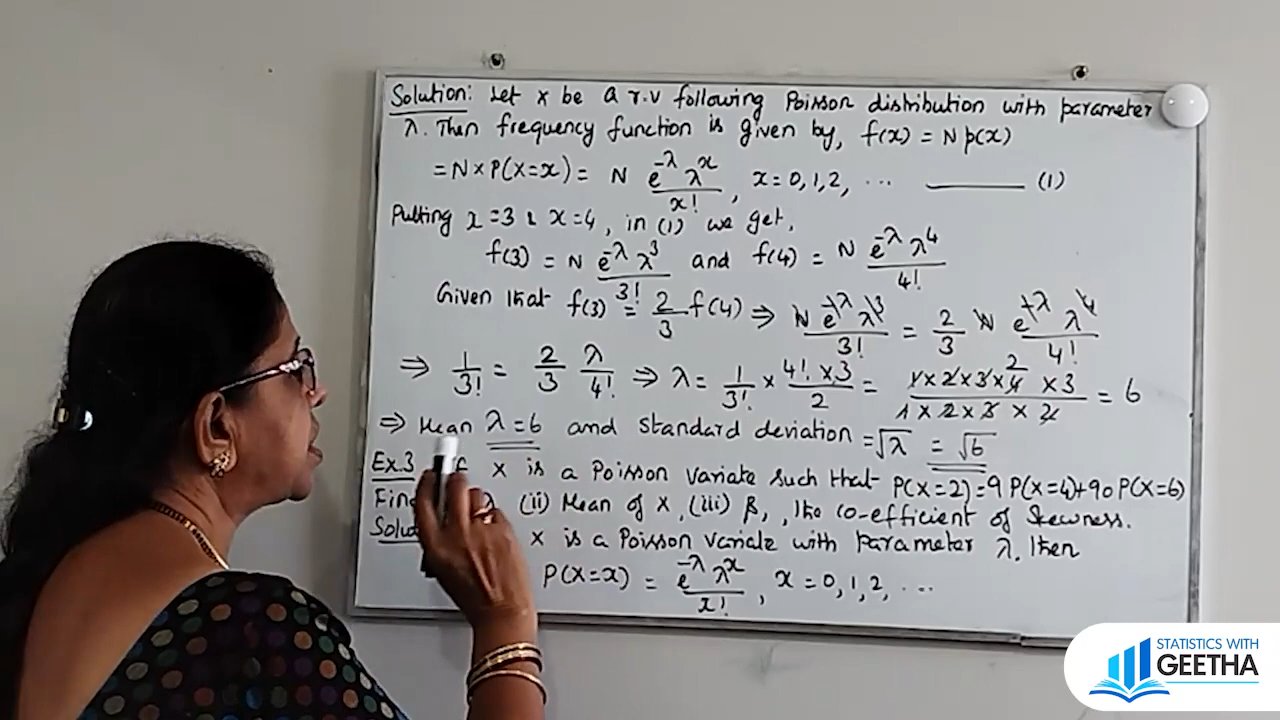 Solution: Let X be a r.v following Poisson distribution with parameter
λ. Then frequency function is given by, f(x) = N p(x)
= N × P(X=x) = N e^{-λ} λ^x / x! , x = 0, 1, 2, ... ——— (1)
Putting x = 3 & x = 4, in (1) we get,
f(3) = N e^{-λ} λ^3 / 3! and f(4) = N e^{-λ} λ^4 / 4!
Given that f(3) = 2/3 f(4) ⇒ N e^{-λ} λ^3 / 3! = 2/3 N e^{-λ} λ^4 / 4!
⇒ 1/3! = 2/3 λ/4! ⇒ λ = 1/3! × 4! × 3 / 2 = 1 × 2 × 3 × 4 2 × 3 / 1 × 2 × 3 × 2 = 6
⇒ Mean λ = 6 and standard deviation = √λ = √6
Ex.3 X is a Poisson variate such that P(X=2) = 9 P(X=4) + 90 P(X=6)
λ (ii) Mean of X, (iii) β₁, the co-efficient of skewness.
X is a Poisson variate with parameter λ, then
P(X=x) = e^{-λ} λ^x / x! , x = 0, 1, 2, ...
STATISTICS WITH
GEETHA